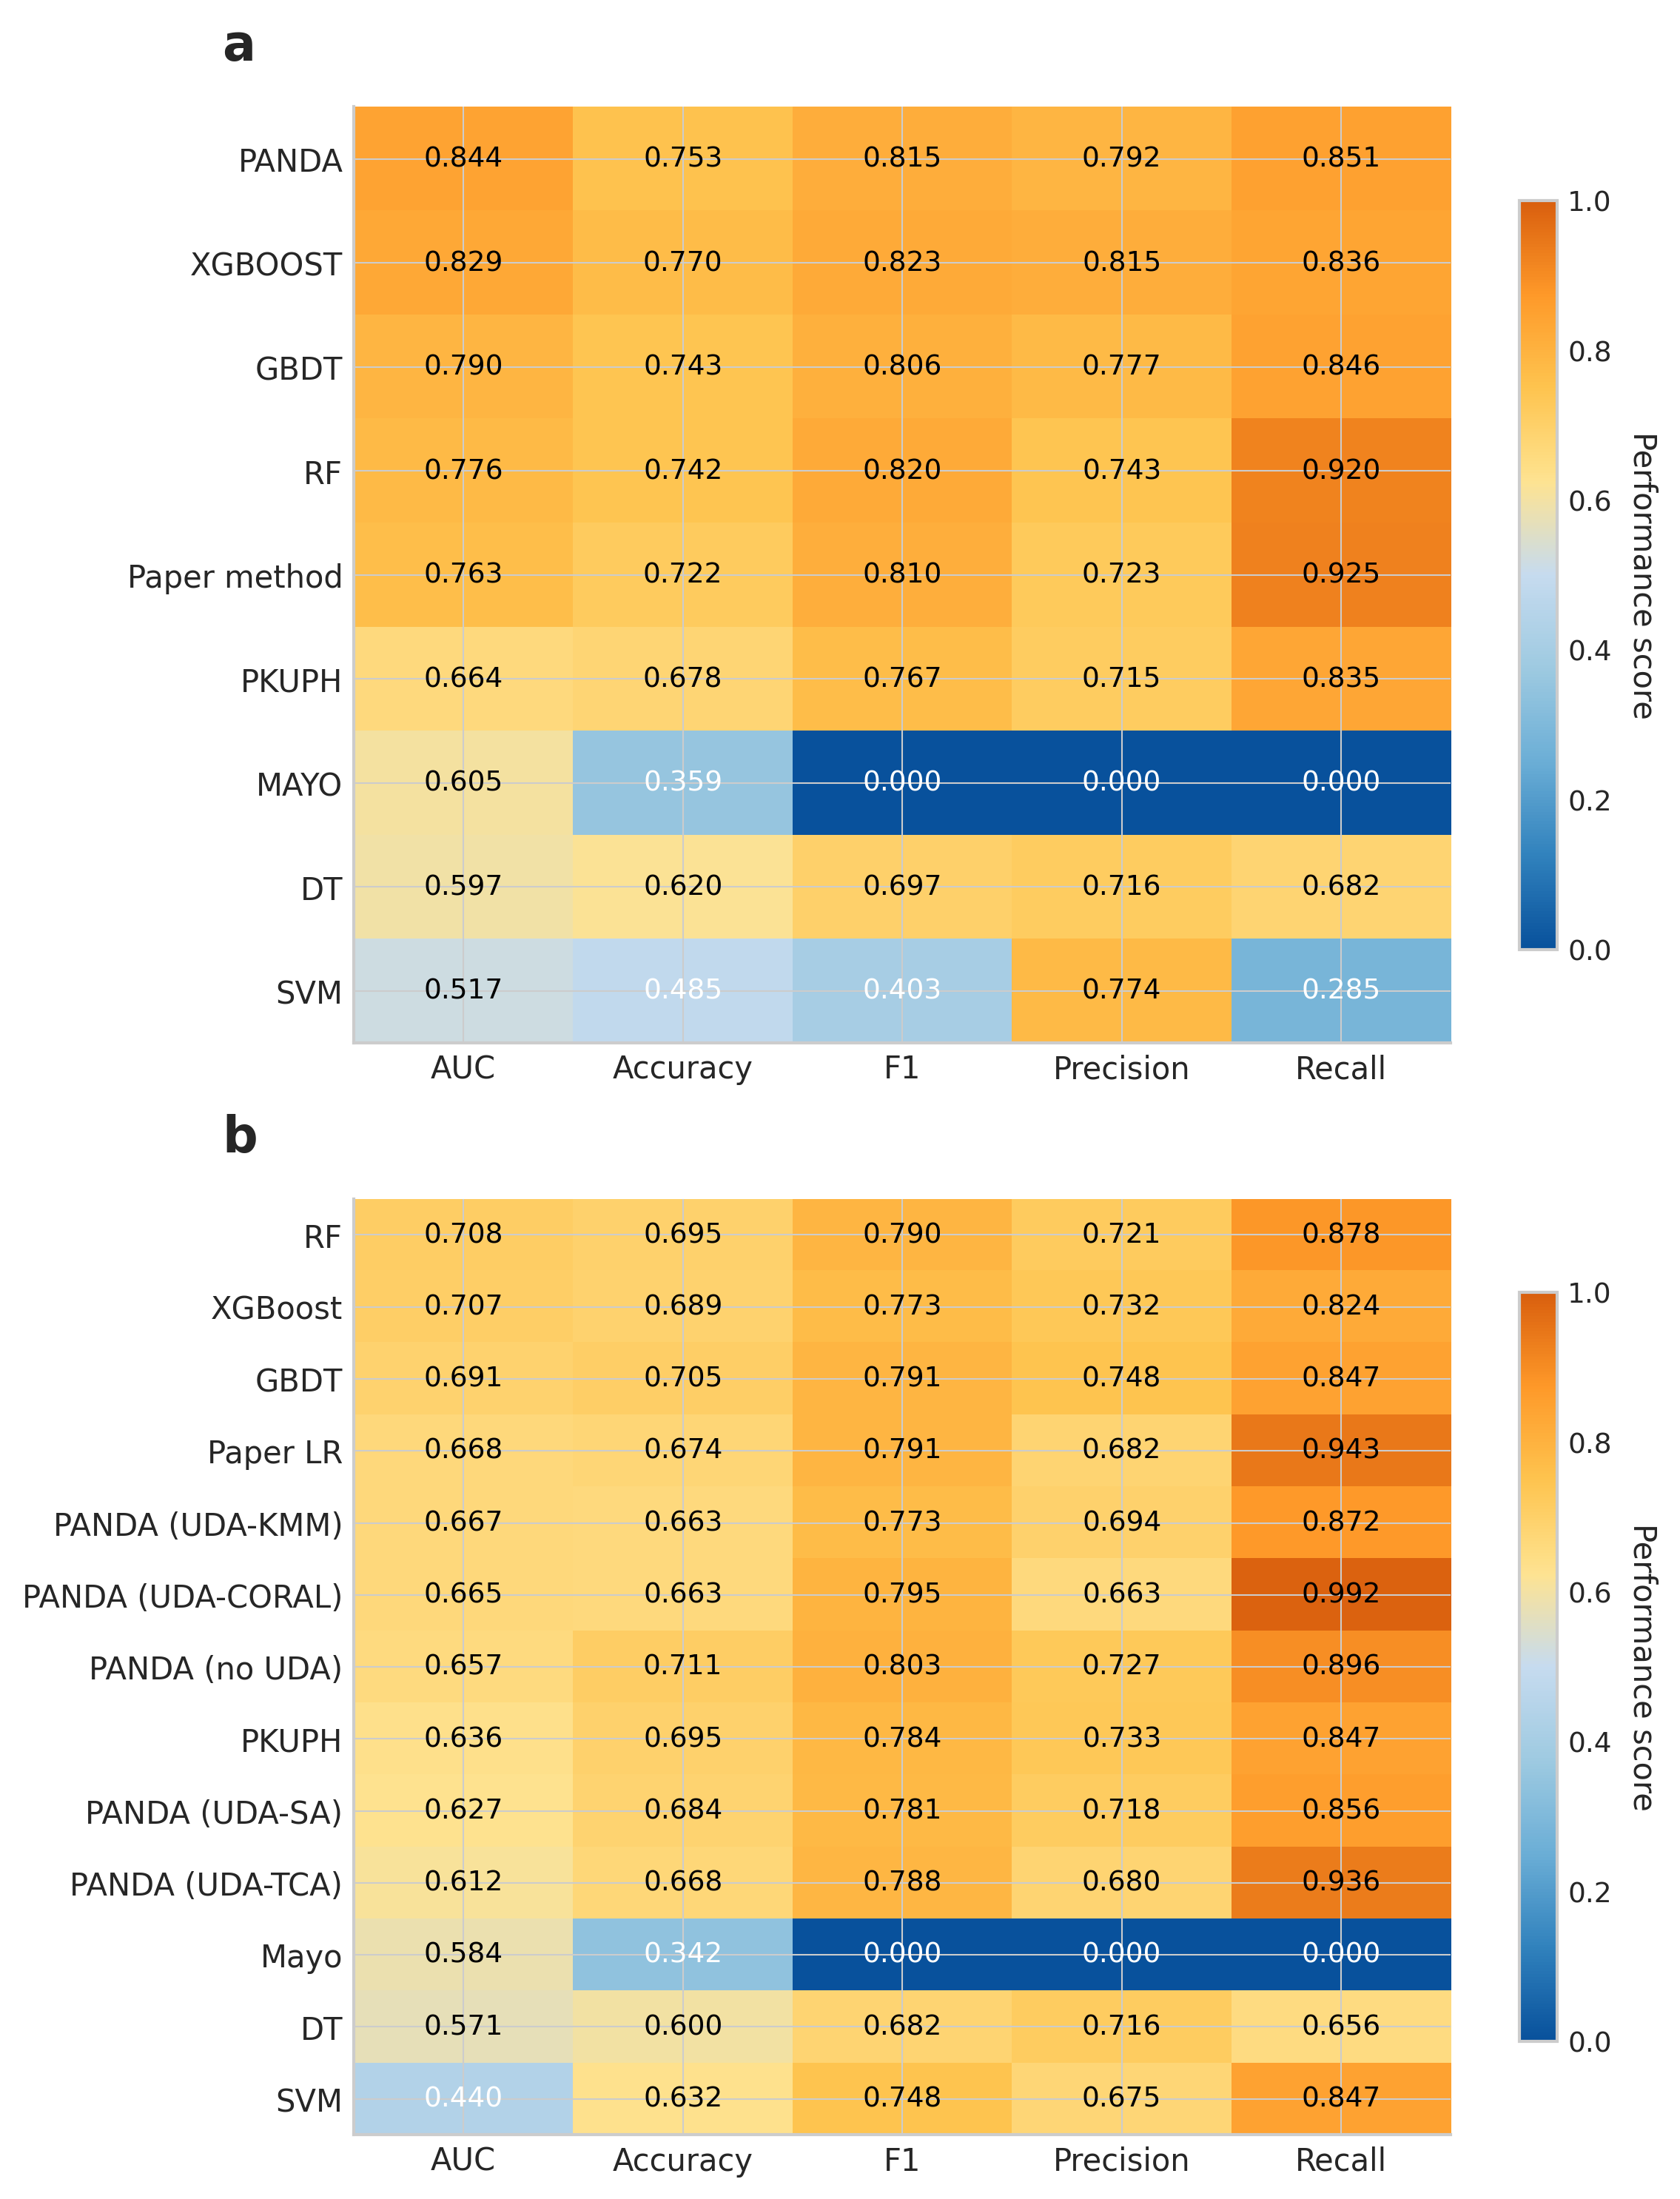 a
PANDA 0.844 0.753 0.815 0.792 0.851
XGBOOST 0.829 0.770 0.823 0.815 0.836
GBDT 0.790 0.743 0.806 0.777 0.846
RF 0.776 0.742 0.820 0.743 0.920
Paper method 0.763 0.722 0.810 0.723 0.925
PKUPH 0.664 0.678 0.767 0.715 0.835
MAYO 0.605 0.359 0.000 0.000 0.000
DT 0.597 0.620 0.697 0.716 0.682
SVM 0.517 0.485 0.403 0.774 0.285
AUC Accuracy F1 Precision Recall
1.0
0.8
0.6
0.4
0.2
0.0
Performance score
b
RF 0.708 0.695 0.790 0.721 0.878
XGBoost 0.707 0.689 0.773 0.732 0.824
GBDT 0.691 0.705 0.791 0.748 0.847
Paper LR 0.668 0.674 0.791 0.682 0.943
PANDA (UDA-KMM) 0.667 0.663 0.773 0.694 0.872
PANDA (UDA-CORAL) 0.665 0.663 0.795 0.663 0.992
PANDA (no UDA) 0.657 0.711 0.803 0.727 0.896
PKUPH 0.636 0.695 0.784 0.733 0.847
PANDA (UDA-SA) 0.627 0.684 0.781 0.718 0.856
PANDA (UDA-TCA) 0.612 0.668 0.788 0.680 0.936
Mayo 0.584 0.342 0.000 0.000 0.000
DT 0.571 0.600 0.682 0.716 0.656
SVM 0.440 0.632 0.748 0.675 0.847
AUC Accuracy F1 Precision Recall
1.0
0.8
0.6
0.4
0.2
0.0
Performance score